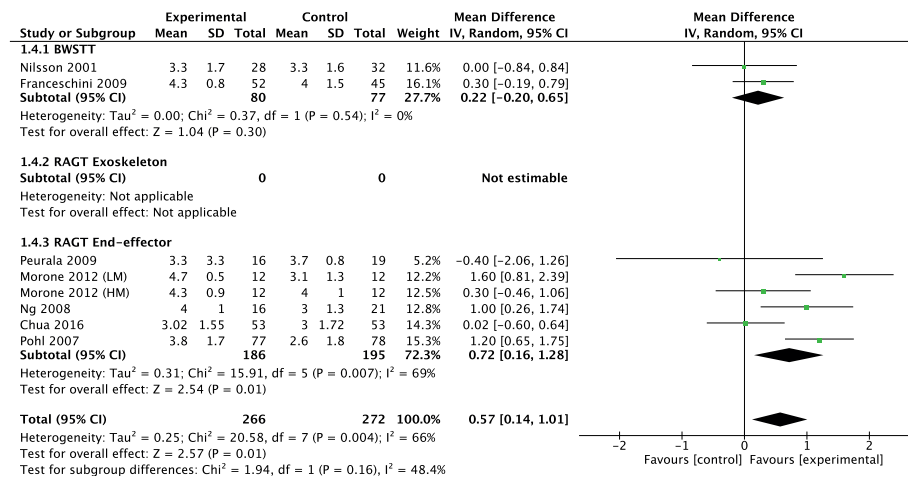 Experimental Control Mean Difference Mean Difference
Study or Subgroup Mean SD Total Mean SD Total Weight IV, Random, 95% CI IV, Random, 95% CI
1.4.1 BWSTT
Nilsson 2001 3.3 1.7 28 3.3 1.6 32 11.6% 0.00 [−0.84, 0.84]
Franceschini 2009 4.3 0.8 52 4 1.5 45 16.1% 0.30 [−0.19, 0.79]
Subtotal (95% CI) 80 77 27.7% 0.22 [−0.20, 0.65]
Heterogeneity: Tau² = 0.00; Chi² = 0.37, df = 1 (P = 0.54); I² = 0%
Test for overall effect: Z = 1.04 (P = 0.30)
1.4.2 RAGT Exoskeleton
Subtotal (95% CI) 0 0 Not estimable
Heterogeneity: Not applicable
Test for overall effect: Not applicable
1.4.3 RAGT End−effector
Peurala 2009 3.3 3.3 16 3.7 0.8 19 5.2% −0.40 [−2.06, 1.26]
Morone 2012 (LM) 4.7 0.5 12 3.1 1.3 12 12.2% 1.60 [0.81, 2.39]
Morone 2012 (HM) 4.3 0.9 12 4 1 12 12.5% 0.30 [−0.46, 1.06]
Ng 2008 4 1 16 3 1.3 21 12.8% 1.00 [0.26, 1.74]
Chua 2016 3.02 1.55 53 3 1.72 53 14.3% 0.02 [−0.60, 0.64]
Pohl 2007 3.8 1.7 77 2.6 1.8 78 15.3% 1.20 [0.65, 1.75]
Subtotal (95% CI) 186 195 72.3% 0.72 [0.16, 1.28]
Heterogeneity: Tau² = 0.31; Chi² = 15.91, df = 5 (P = 0.007); I² = 69%
Test for overall effect: Z = 2.54 (P = 0.01)
Total (95% CI) 266 272 100.0% 0.57 [0.14, 1.01]
Heterogeneity: Tau² = 0.25; Chi² = 20.58, df = 7 (P = 0.004); I² = 66%
Test for overall effect: Z = 2.57 (P = 0.01)
Test for subgroup differences: Chi² = 1.94, df = 1 (P = 0.16), I² = 48.4%
−2 −1 0 1 2
Favours [control] Favours [experimental]